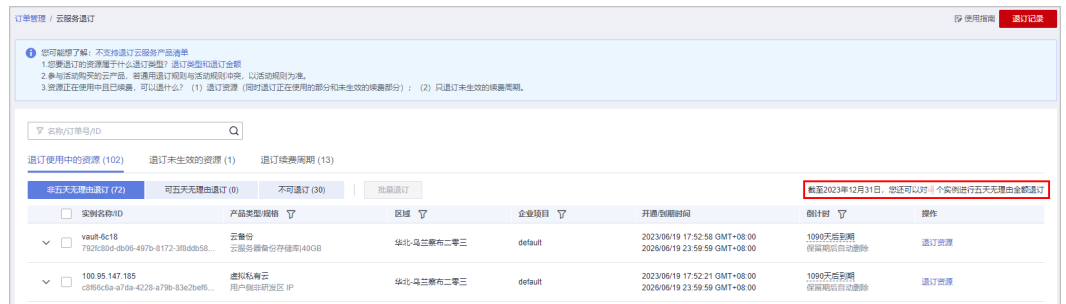 订单管理 / 云服务退订
使用指南 退订记录
您可能想了解：不支持退订云服务产品清单
1.您要退订的资源属于什么退订类型？退订类型和退订金额
2.参与活动购买的云产品，若通用退订规则与活动规则冲突，以活动规则为准。
3.资源正在使用中且已续费，可以退什么？（1）退订资源（同时退订正在使用的部分和未生效的续费部分）；（2）只退订未生效的续费周期。
名称/订单号/ID
退订使用中的资源 (102) 退订未生效的资源 (1) 退订续费周期 (13)
非五天无理由退订 (72) 可五天无理由退订 (0) 不可退订 (30) 批量退订 截至2023年12月31日，您还可以对 个实例进行五天无理由全额退订
实例名称/ID 产品类型/规格 区域 企业项目 开通/到期时间 倒计时 操作
vault-6c18 云备份 华北-乌兰察布二零三 default 2023/06/19 17:52:58 GMT+08:00 1090天后到期 退订资源
792fc80d-db06-497b-8172-3f8ddb58... 云服务器备份存储库|40GB 2026/06/19 23:59:59 GMT+08:00 保留期后自动删除
100.95.147.185 虚拟私有云 华北-乌兰察布二零三 default 2023/06/19 17:52:21 GMT+08:00 1090天后到期 退订资源
c8f66c6a-a7da-4228-a79b-83e2bef6... 用户侧非研发区 IP 2026/06/19 23:59:59 GMT+08:00 保留期后自动删除